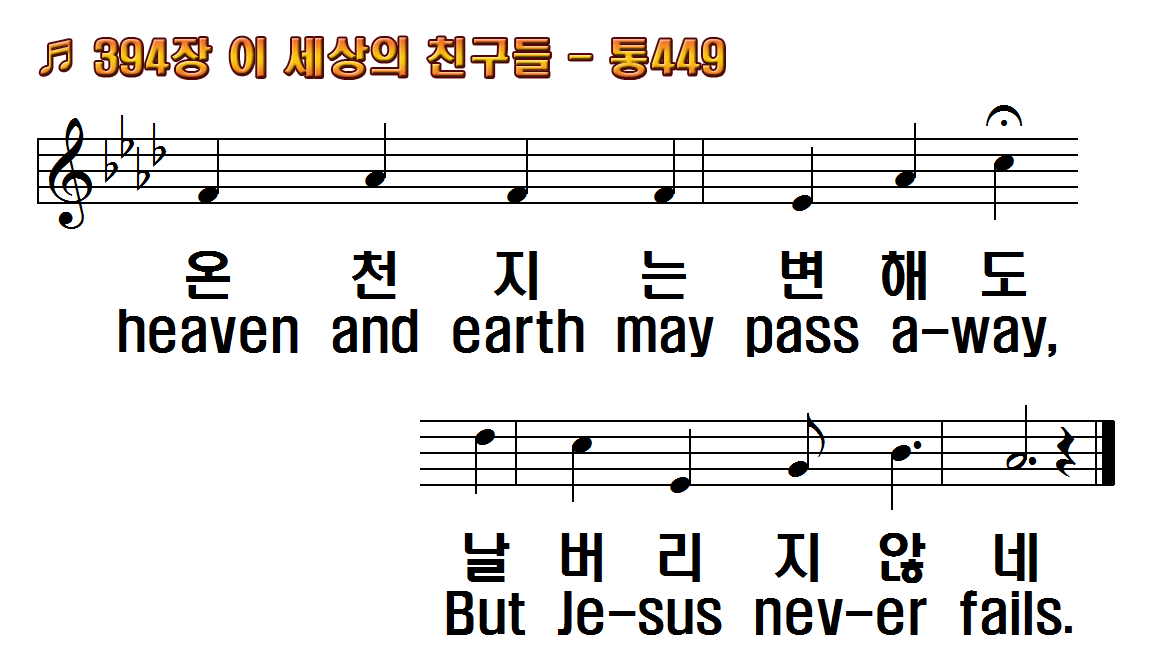 ♬ 394장 이 세상의 친구들 - 통449
온 천 지 는 변 해 도
heaven and earth may pass a-way,
날 버 리 지 않 네
But Je-sus nev-er fails.